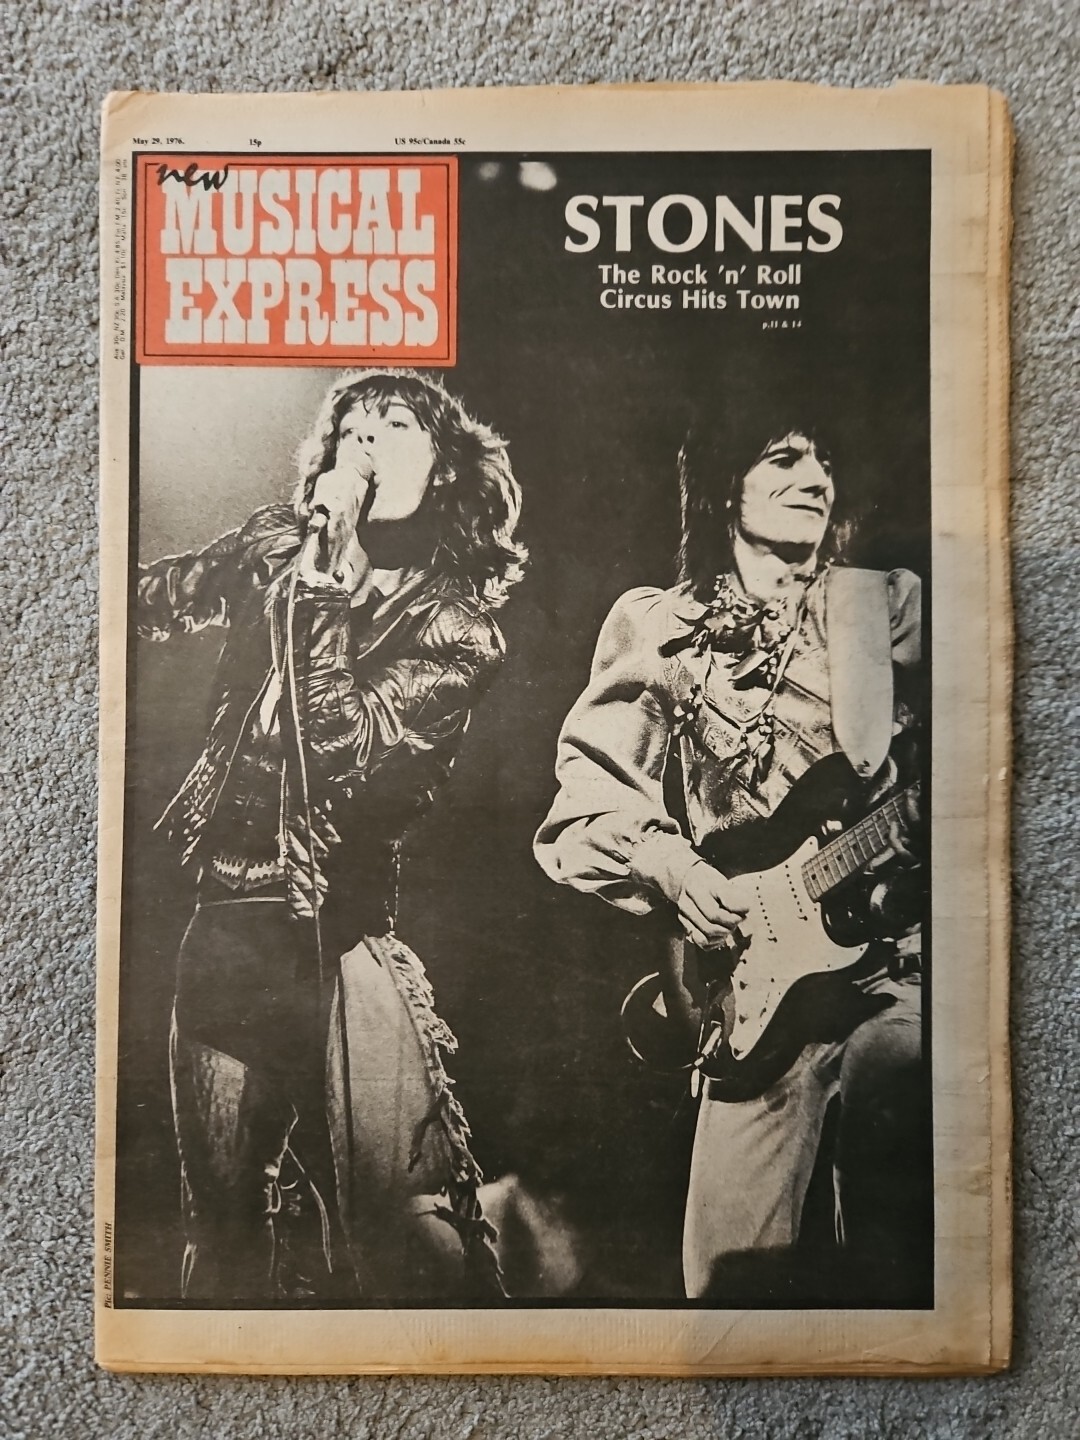 May 29, 1976. 15p US 95c/Canada 55c
new
MUSICAL
EXPRESS
STONES
The Rock 'n' Roll
Circus Hits Town
p.11 & 14
Pic: PENNIE SMITH